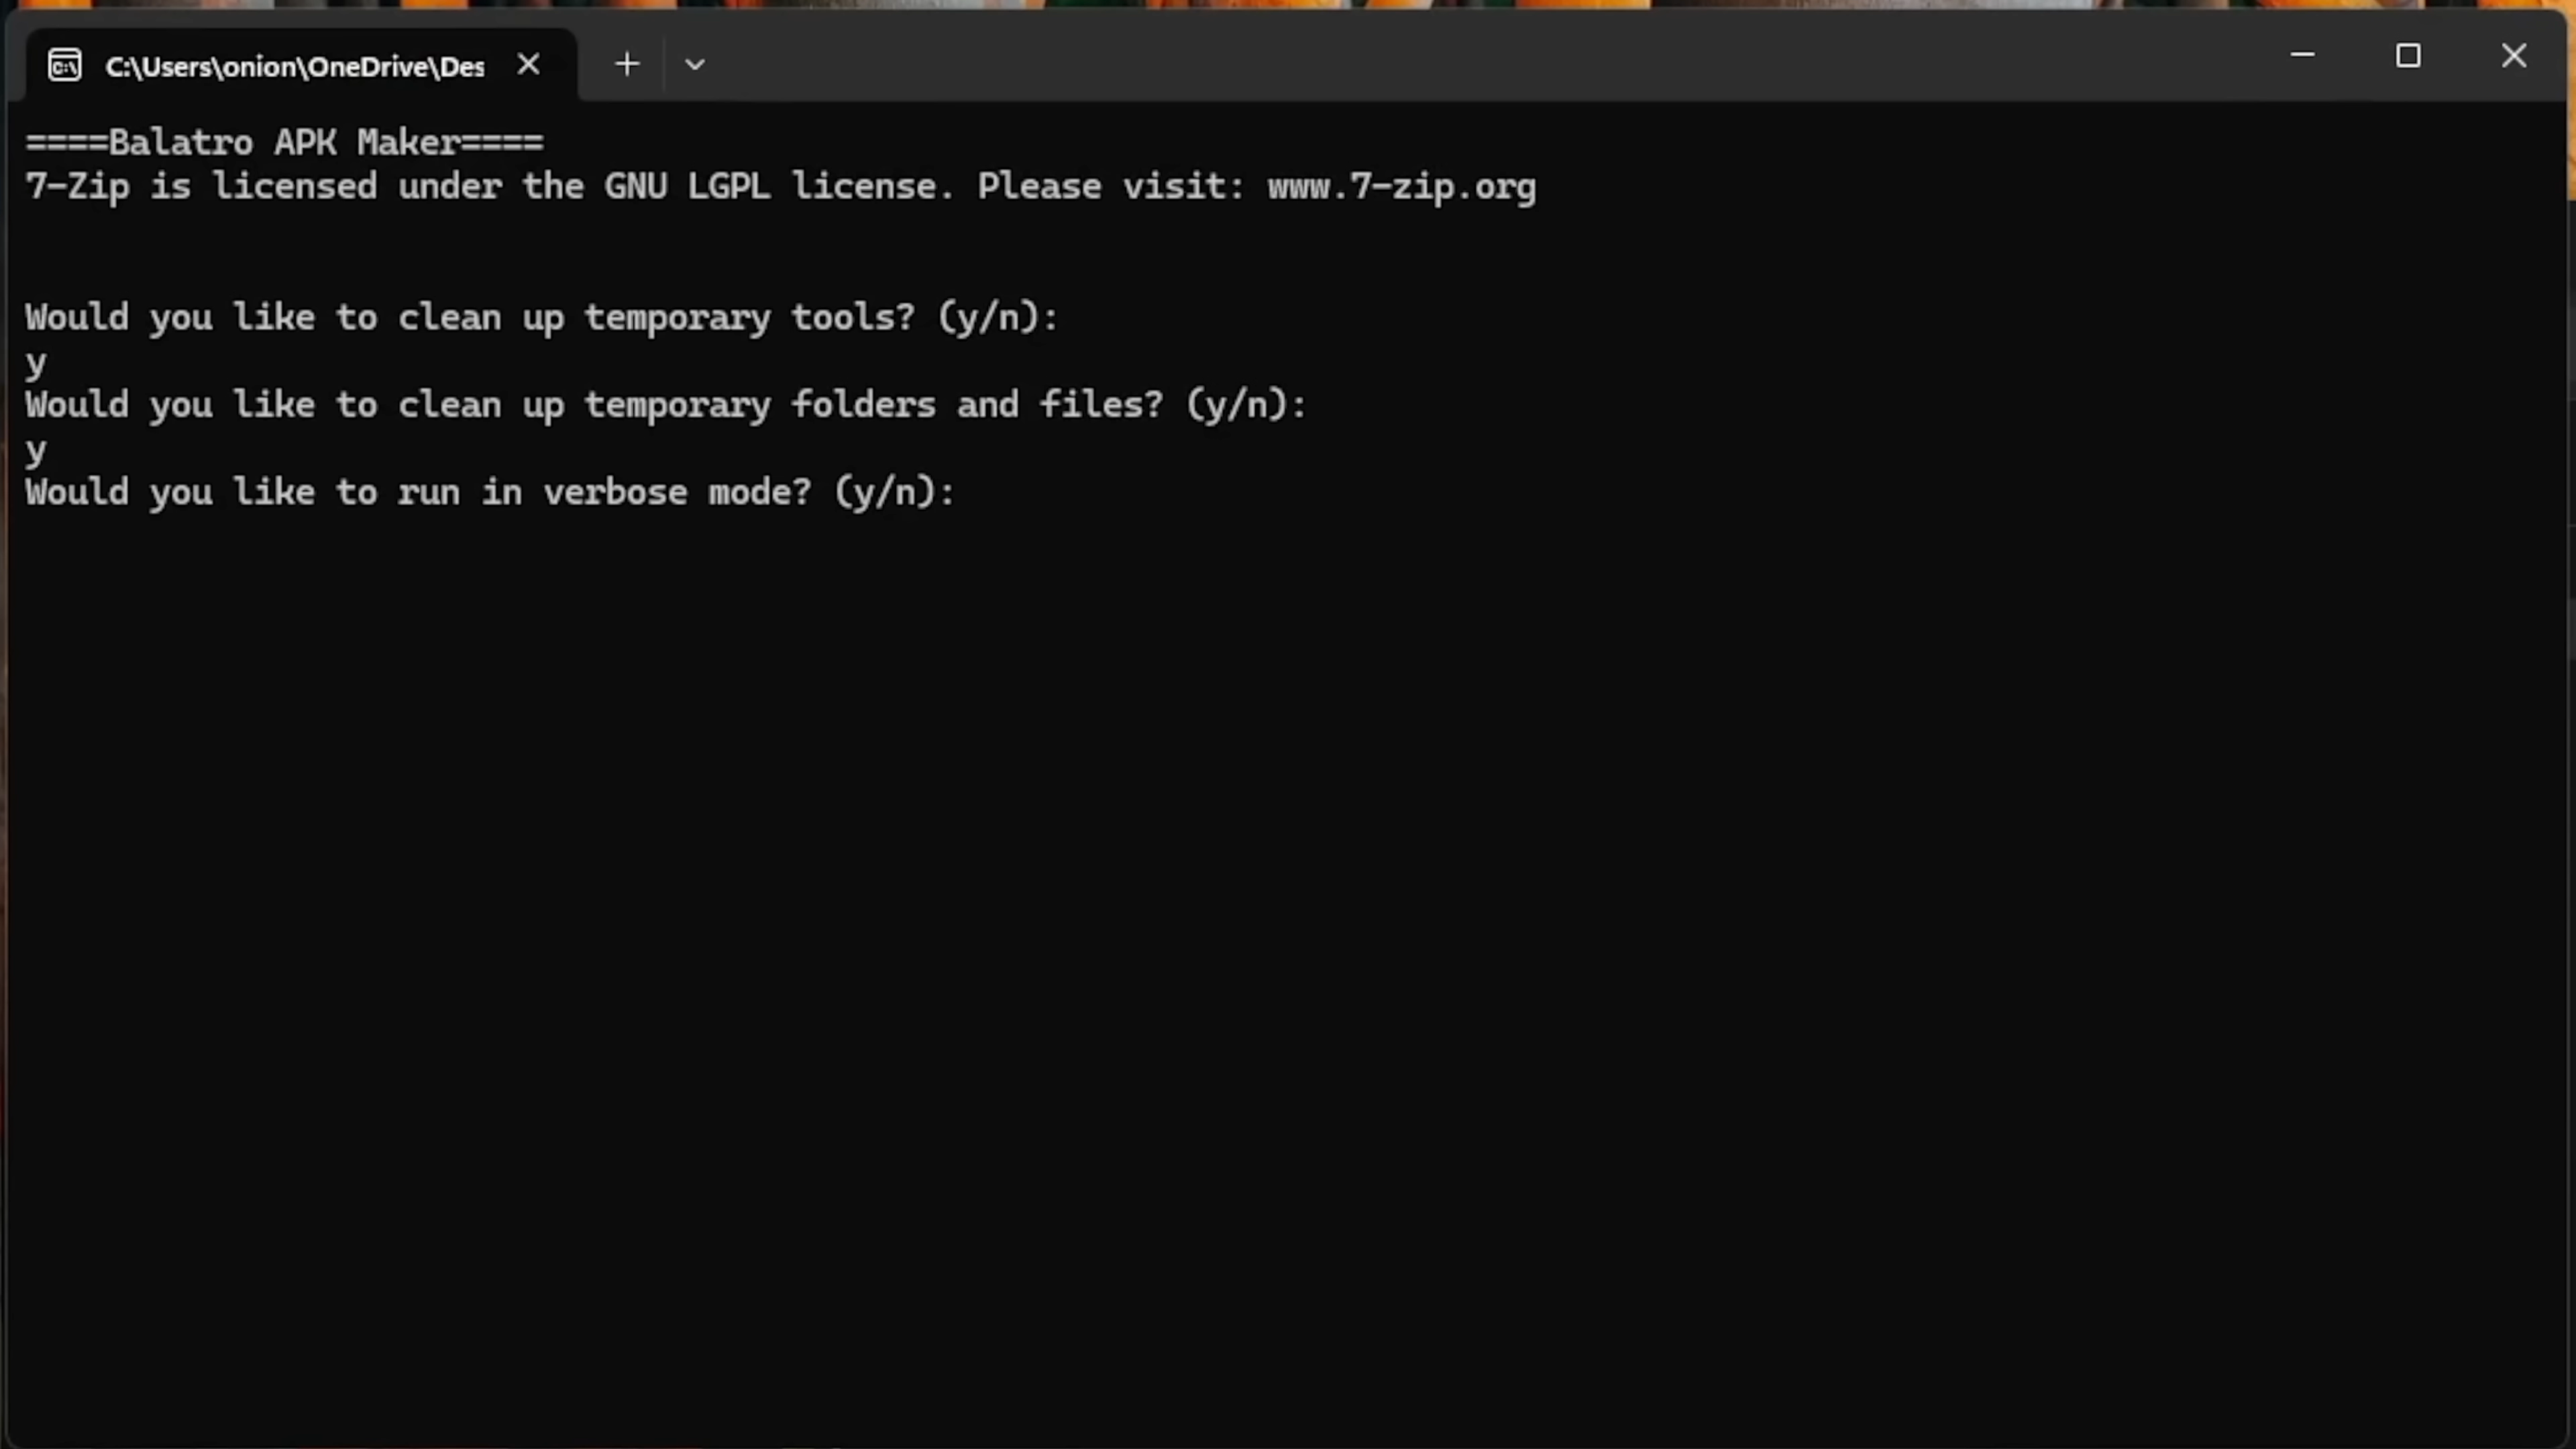 C:\Users\onion\OneDrive\Des
====Balatro APK Maker====
7-Zip is licensed under the GNU LGPL license. Please visit: www.7-zip.org
Would you like to clean up temporary tools? (y/n):
y
Would you like to clean up temporary folders and files? (y/n):
y
Would you like to run in verbose mode? (y/n):